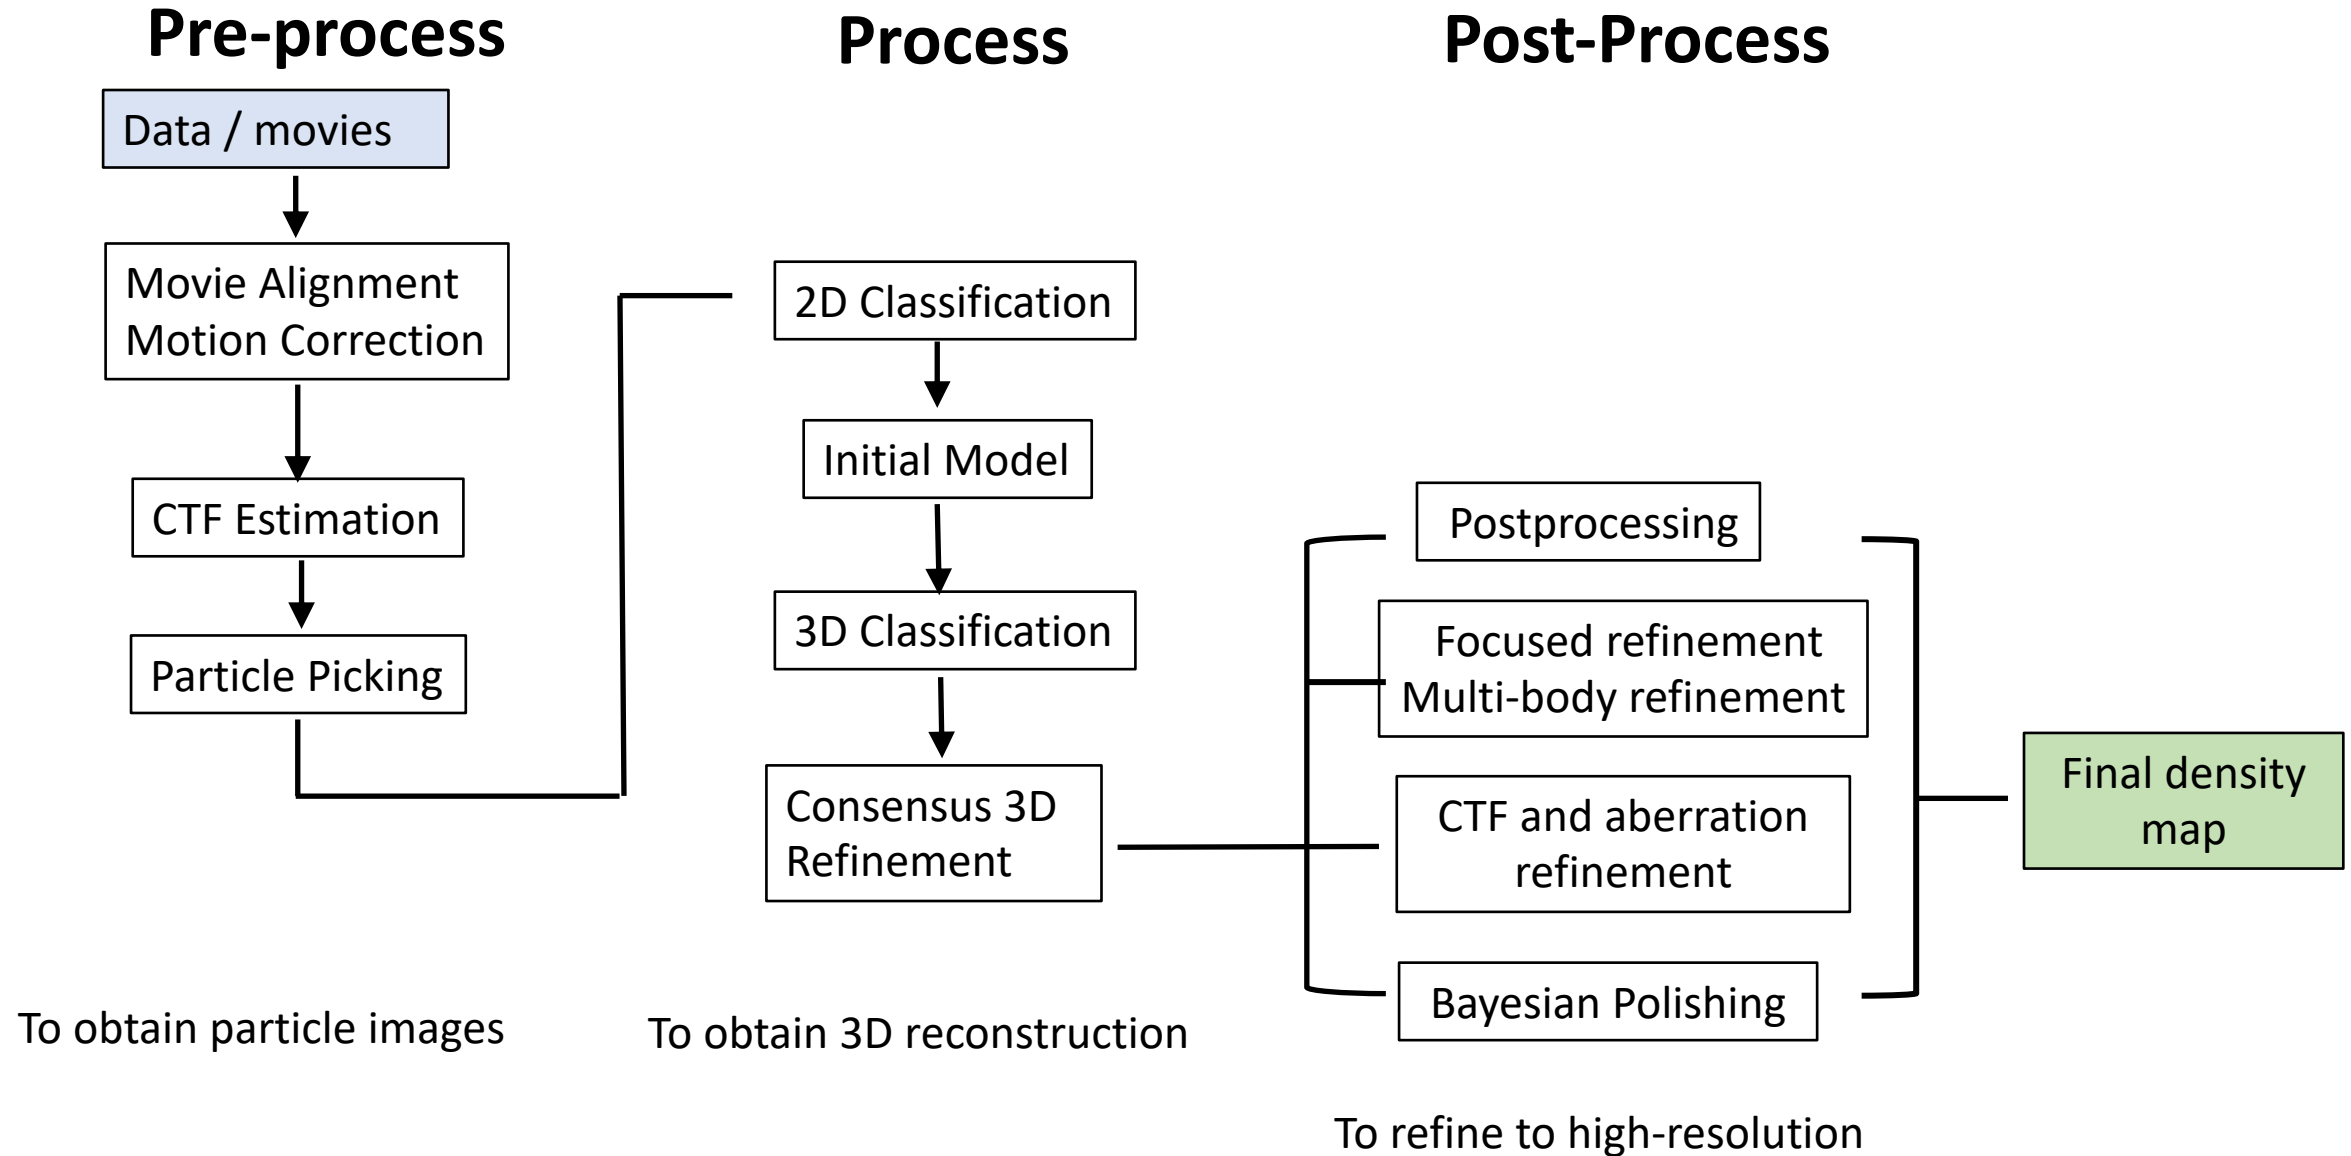 Pre-process
Data / movies
Movie Alignment
Motion Correction
CTF Estimation
Particle Picking
To obtain particle images
Process
2D Classification
Initial Model
3D Classification
Consensus 3D
Refinement
To obtain 3D reconstruction
Post-Process
Postprocessing
Focused refinement
Multi-body refinement
CTF and aberration
refinement
Bayesian Polishing
To refine to high-resolution
Final density
map